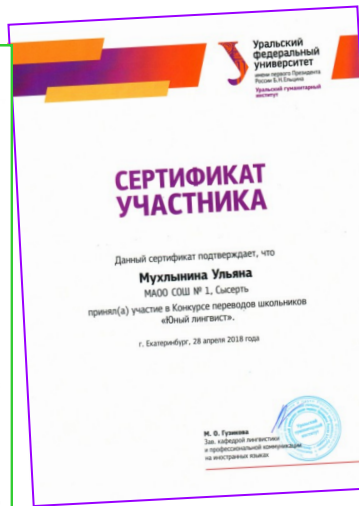 Уральский
федеральный
университет
имени первого Президента
России Б.Н.Ельцина
Уральский гуманитарный
институт
СЕРТИФИКАТ
УЧАСТНИКА
Данный сертификат подтверждает, что
Мухлынина Ульяна
МАОО СОШ № 1, Сысерть
принял(а) участие в Конкурсе переводов школьников
«Юный лингвист».
г. Екатеринбург, 28 апреля 2018 года
М. О. Гузикова
Зав. кафедрой лингвистики
и профессиональной коммуникации
на иностранных языках